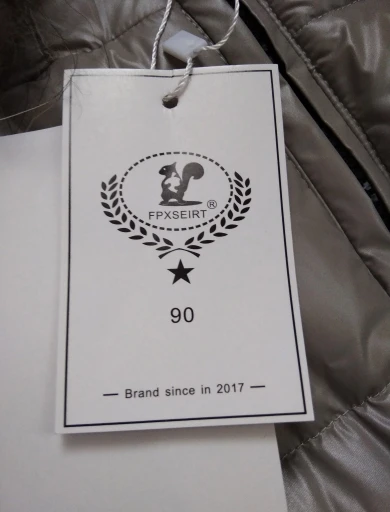 FPXSEIRT ®
90
— Brand since in 2017 —